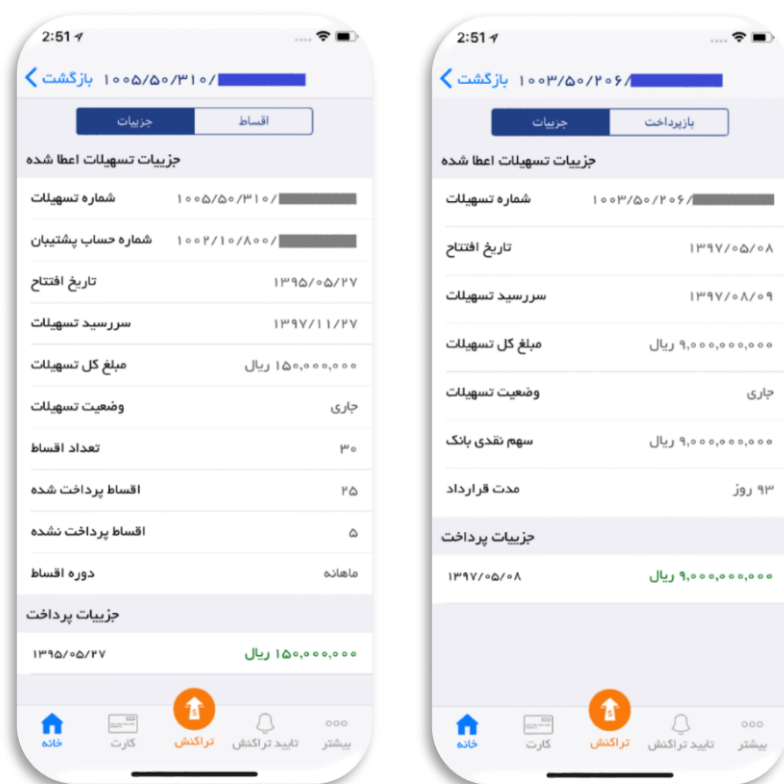 2:51
بازگشت ۱۰۰۵/۵۰/۳۱۰/
جزییات اقساط
جزییات تسهیلات اعطا شده
شماره تسهیلات ۱۰۰۵/۵۰/۳۱۰/
شماره حساب پشتیبان ۱۰۰۲/۱۰/۸۰۰/
تاریخ افتتاح ۱۳۹۵/۰۵/۲۷
سررسید تسهیلات ۱۳۹۷/۱۱/۲۷
مبلغ کل تسهیلات ۱۵۰,۰۰۰,۰۰۰ ریال
وضعیت تسهیلات جاری
تعداد اقساط ۳۰
اقساط پرداخت شده ۲۵
اقساط پرداخت نشده ۵
دوره اقساط ماهانه
جزییات پرداخت
۱۳۹۵/۰۵/۲۷ ۱۵۰,۰۰۰,۰۰۰ ریال
خانه کارت تراکنش تایید تراکنش بیشتر
2:51
بازگشت ۱۰۰۳/۵۰/۲۰۶/
جزییات بازپرداخت
جزییات تسهیلات اعطا شده
شماره تسهیلات ۱۰۰۳/۵۰/۲۰۶/
تاریخ افتتاح ۱۳۹۷/۰۵/۰۸
سررسید تسهیلات ۱۳۹۷/۰۸/۰۹
مبلغ کل تسهیلات ۹,۰۰۰,۰۰۰,۰۰۰ ریال
وضعیت تسهیلات جاری
سهم نقدی بانک ۹,۰۰۰,۰۰۰,۰۰۰ ریال
مدت قرارداد ۹۳ روز
جزییات پرداخت
۱۳۹۷/۰۵/۰۸ ۹,۰۰۰,۰۰۰,۰۰۰ ریال
خانه کارت تراکنش تایید تراکنش بیشتر